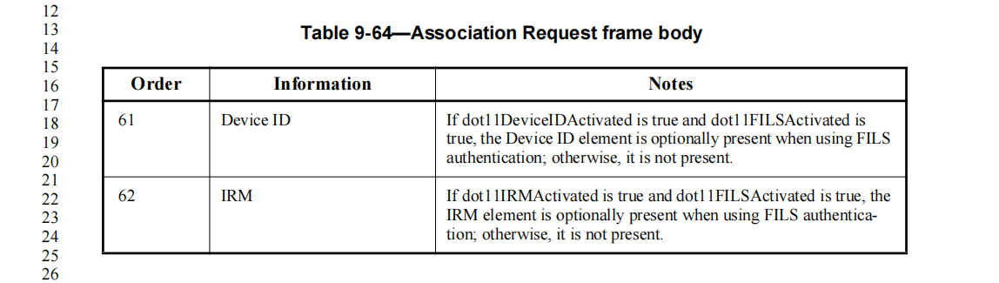 12
13
Table 9-64—Association Request frame body
14
15
16
Order Information Notes
17
18
61 Device ID If dot11DeviceIDActivated is true and dot11FILSActivated is
19
true, the Device ID element is optionally present when using FILS
20
authentication; otherwise, it is not present.
21
22
62 IRM If dot11IRMActivated is true and dot11FILSActivated is true, the
23
IRM element is optionally present when using FILS authentica-
24
tion; otherwise, it is not present.
25
26